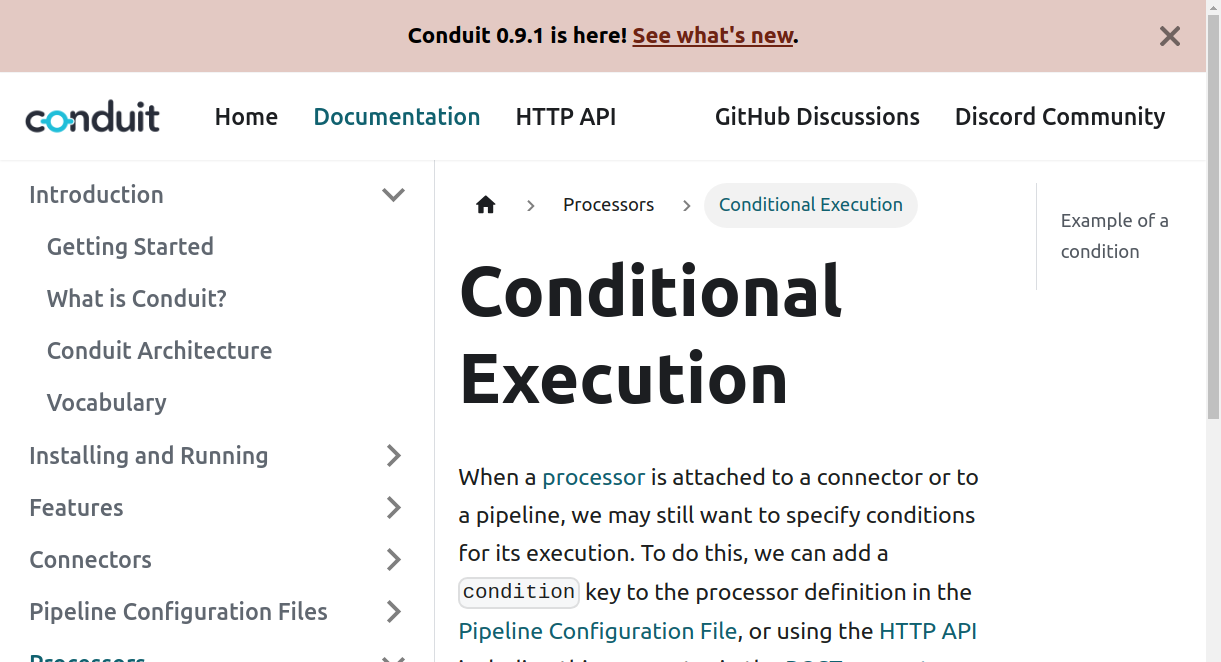 Conduit 0.9.1 is here! See what's new.
conduit
Home
Documentation
HTTP API
GitHub Discussions
Discord Community
Introduction
Getting Started
What is Conduit?
Conduit Architecture
Vocabulary
Installing and Running
Features
Connectors
Pipeline Configuration Files
Processors
Processors
Conditional Execution
Conditional
Execution
When a processor is attached to a connector or to
a pipeline, we may still want to specify conditions
for its execution. To do this, we can add a
condition key to the processor definition in the
Pipeline Configuration File, or using the HTTP API
Example of a
condition